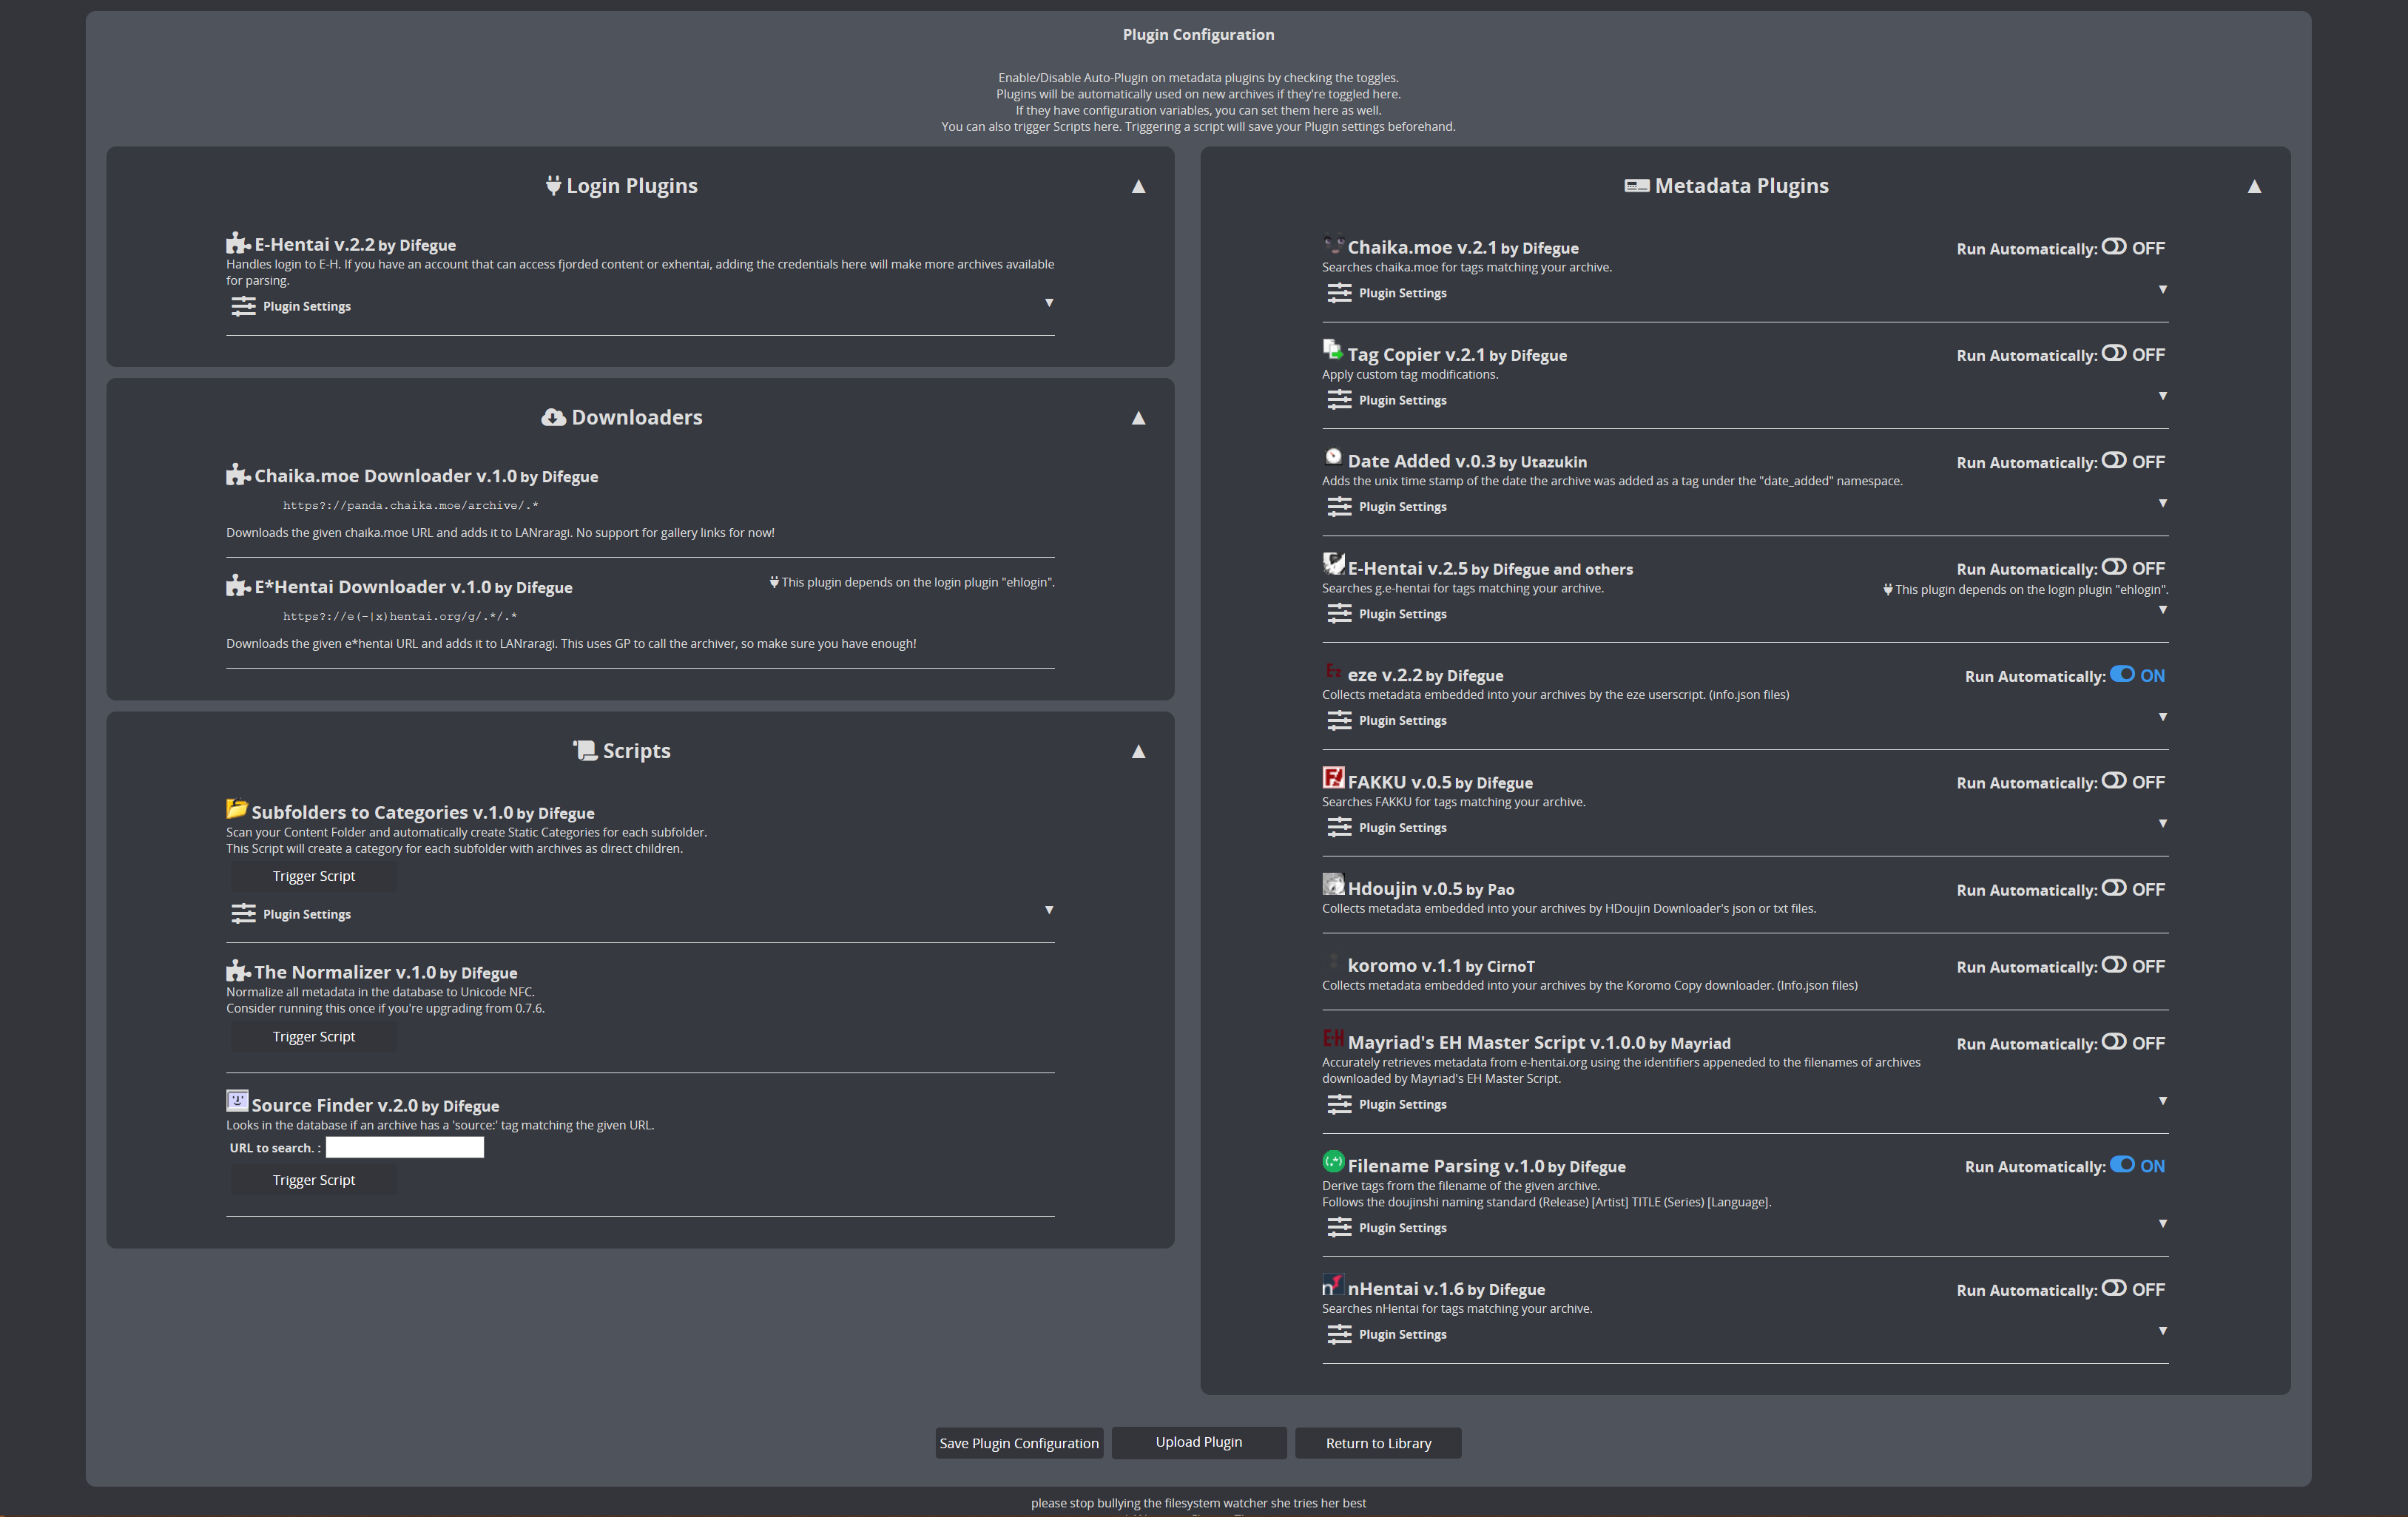 Plugin Configuration
Enable/Disable Auto-Plugin on metadata plugins by checking the toggles.
Plugins will be automatically used on new archives if they're toggled here.
If they have configuration variables, you can set them here as well.
You can also trigger Scripts here. Triggering a script will save your Plugin settings beforehand.
Login Plugins
▲
E-Hentai v.2.2 by Difegue
Handles login to E-H. If you have an account that can access fjorded content or exhentai, adding the credentials here will make more archives available
for parsing.
Plugin Settings
▼
Downloaders
▲
Chaika.moe Downloader v.1.0 by Difegue
https?://panda.chaika.moe/archive/.*
Downloads the given chaika.moe URL and adds it to LANraragi. No support for gallery links for now!
E*Hentai Downloader v.1.0 by Difegue
This plugin depends on the login plugin "ehlogin".
https?://e(-|x)hentai.org/g/.*/.*
Downloads the given e*hentai URL and adds it to LANraragi. This uses GP to call the archiver, so make sure you have enough!
Scripts
▲
Subfolders to Categories v.1.0 by Difegue
Scan your Content Folder and automatically create Static Categories for each subfolder.
This Script will create a category for each subfolder with archives as direct children.
Trigger Script
Plugin Settings
▼
The Normalizer v.1.0 by Difegue
Normalize all metadata in the database to Unicode NFC.
Consider running this once if you're upgrading from 0.7.6.
Trigger Script
Source Finder v.2.0 by Difegue
Looks in the database if an archive has a 'source:' tag matching the given URL.
URL to search. :
Trigger Script
Metadata Plugins
▲
Chaika.moe v.2.1 by Difegue
Run Automatically: OFF
Searches chaika.moe for tags matching your archive.
Plugin Settings
▼
Tag Copier v.2.1 by Difegue
Run Automatically: OFF
Apply custom tag modifications.
Plugin Settings
▼
Date Added v.0.3 by Utazukin
Run Automatically: OFF
Adds the unix time stamp of the date the archive was added as a tag under the "date_added" namespace.
Plugin Settings
▼
E-Hentai v.2.5 by Difegue and others
Run Automatically: OFF
Searches g.e-hentai for tags matching your archive.
This plugin depends on the login plugin "ehlogin".
Plugin Settings
▼
Ez
eze v.2.2 by Difegue
Run Automatically: ON
Collects metadata embedded into your archives by the eze userscript. (info.json files)
Plugin Settings
▼
F!
FAKKU v.0.5 by Difegue
Run Automatically: OFF
Searches FAKKU for tags matching your archive.
Plugin Settings
▼
Hdoujin v.0.5 by Pao
Run Automatically: OFF
Collects metadata embedded into your archives by HDoujin Downloader's json or txt files.
koromo v.1.1 by CirnoT
Run Automatically: OFF
Collects metadata embedded into your archives by the Koromo Copy downloader. (Info.json files)
E-H
Mayriad's EH Master Script v.1.0.0 by Mayriad
Run Automatically: OFF
Accurately retrieves metadata from e-hentai.org using the identifiers appeneded to the filenames of archives
downloaded by Mayriad's EH Master Script.
Plugin Settings
▼
(.*)
Filename Parsing v.1.0 by Difegue
Run Automatically: ON
Derive tags from the filename of the given archive.
Follows the doujinshi naming standard (Release) [Artist] TITLE (Series) [Language].
Plugin Settings
▼
n
nHentai v.1.6 by Difegue
Run Automatically: OFF
Searches nHentai for tags matching your archive.
Plugin Settings
▼
Save Plugin Configuration
Upload Plugin
Return to Library
please stop bullying the filesystem watcher she tries her best